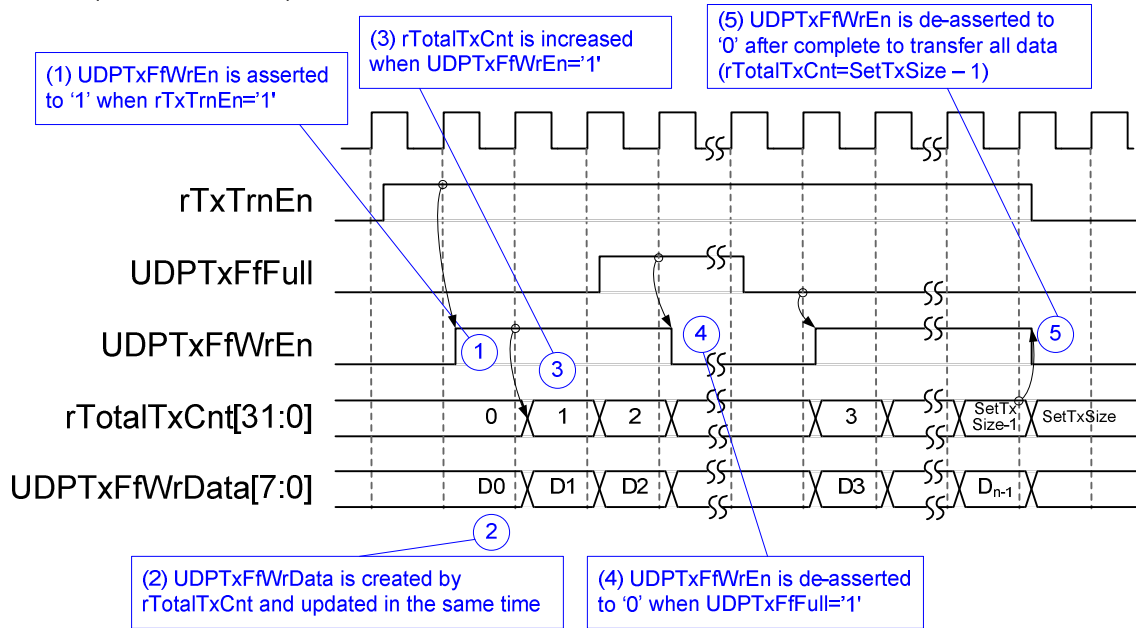 (5) UDPTxFfWrEn is de-asserted to
‘0’ after complete to transfer all data
(rTotalTxCnt=SetTxSize – 1)
(3) rTotalTxCnt is increased
when UDPTxFfWrEn=’1’
(1) UDPTxFfWrEn is asserted
to ‘1’ when rTxTrnEn=’1’
rTxTrnEn
UDPTxFfFull
UDPTxFfWrEn
1
3
4
5
rTotalTxCnt[31:0]
0
1
2
3
SetTx
Size-1
SetTxSize
UDPTxFfWrData[7:0]
D0
D1
D2
D3
Dn-1
2
(2) UDPTxFfWrData is created by
rTotalTxCnt and updated in the same time
(4) UDPTxFfWrEn is de-asserted
to ‘0’ when UDPTxFfFull=’1’